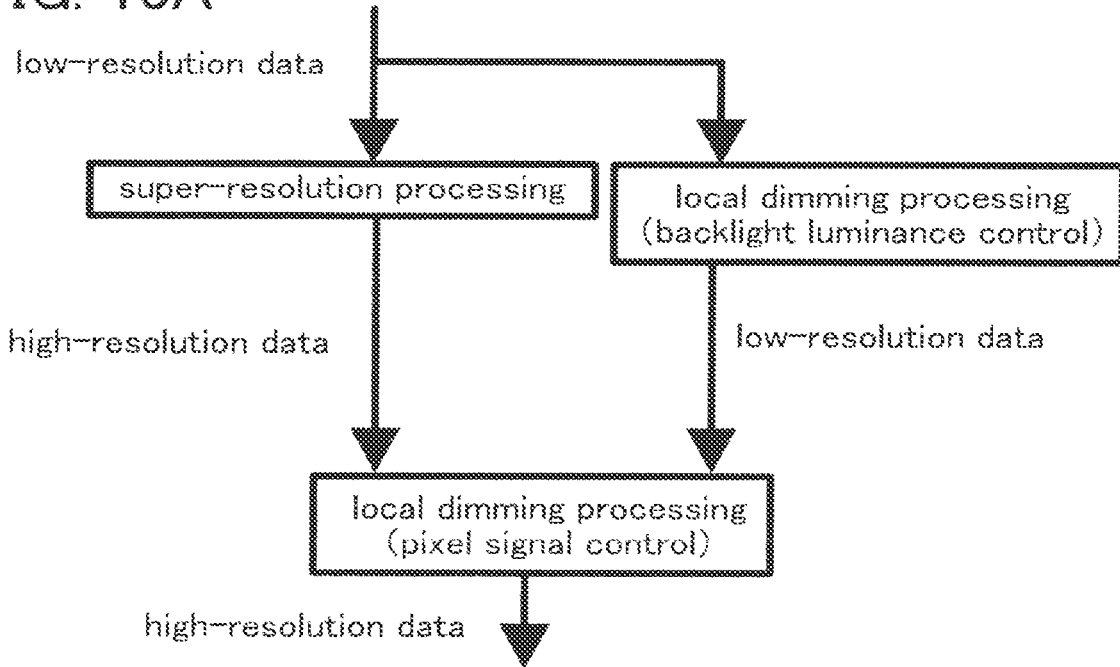 low-resolution data
super-resolution processing
local dimming processing
(backlight luminance control)
high-resolution data
low-resolution data
local dimming processing
(pixel signal control)
high-resolution data